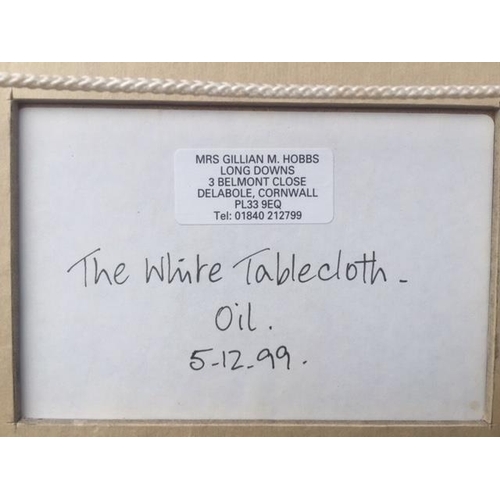 MRS GILLIAN M. HOBBS
LONG DOWNS
3 BELMONT CLOSE
DELABOLE, CORNWALL
PL33 9EQ
Tel: 01840 212799
The White Tablecloth -
Oil.
5-12-99.